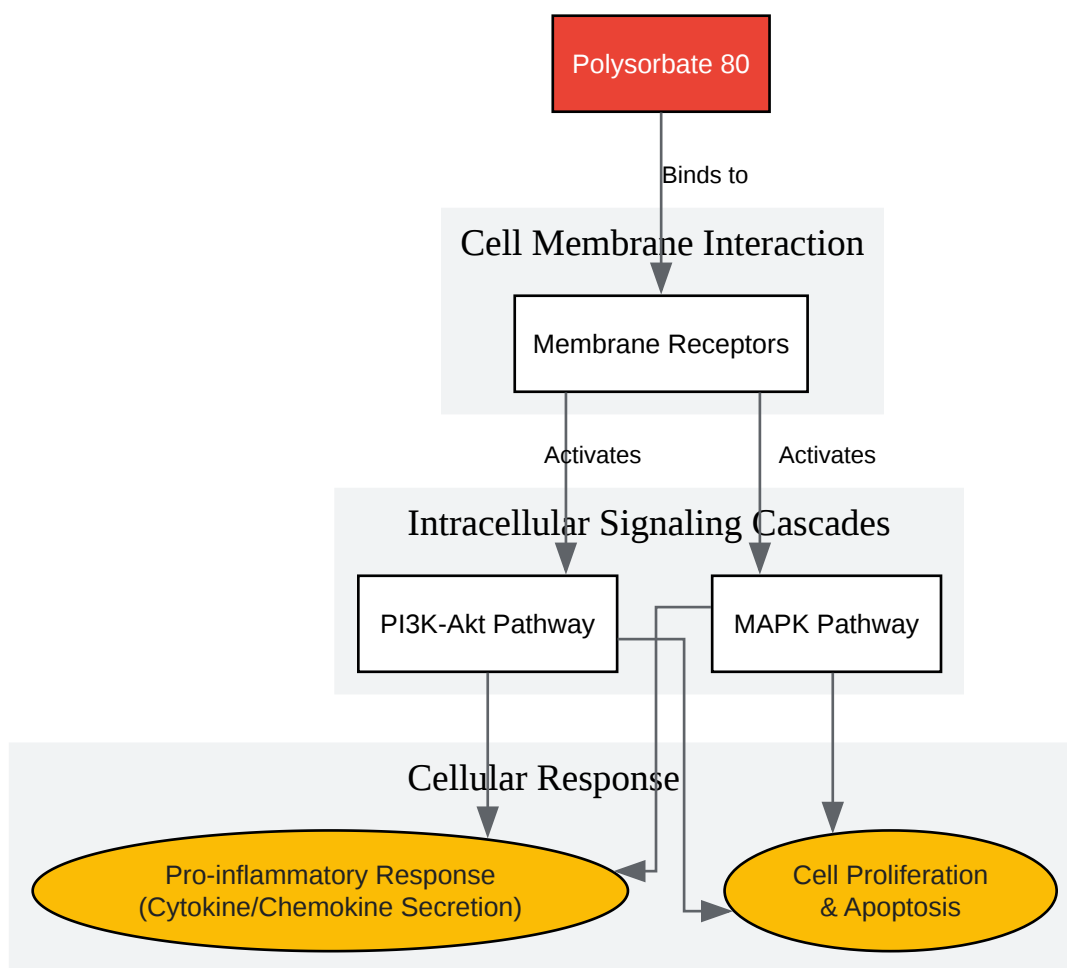 Polysorbate 80
Binds to
Cell Membrane Interaction
Membrane Receptors
Activates
Activates
Intracellular Signaling Cascades
PI3K-Akt Pathway
MAPK Pathway
Cellular Response
Pro-inflammatory Response
(Cytokine/Chemokine Secretion)
Cell Proliferation
& Apoptosis